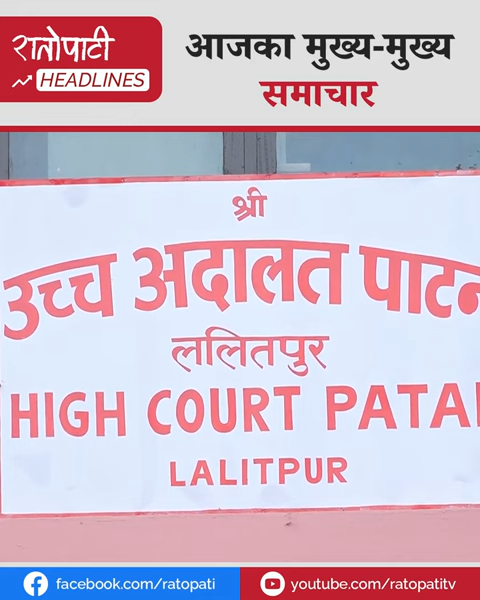 रातोपाटी
HEADLINES
आजका मुख्य-मुख्य
समाचार
श्री
उच्च अदालत पाटन
ललितपुर
HIGH COURT PATAN
LALITPUR
facebook.com/ratopati
youtube.com/ratopatitv